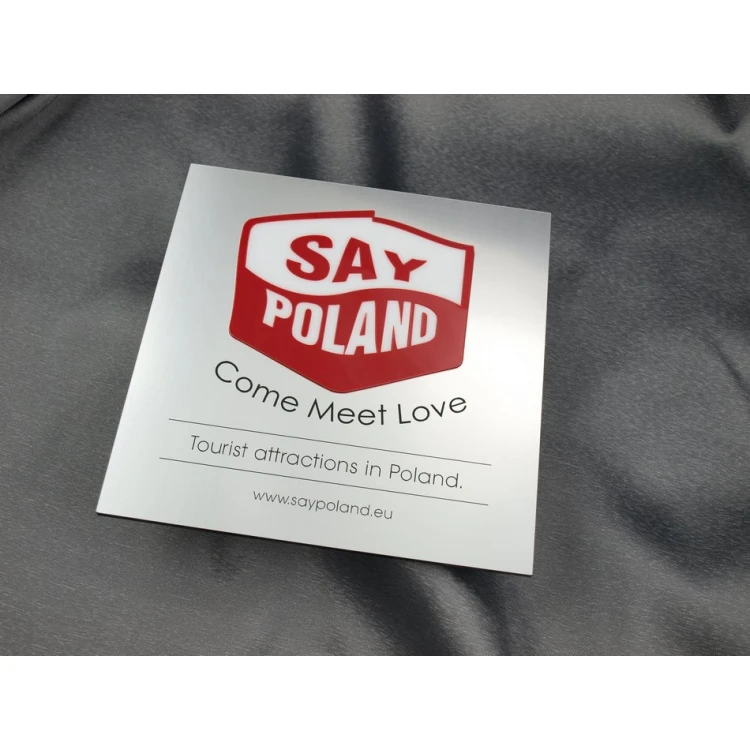 SAY
POLAND
Come Meet Love
Tourist attractions in Poland.
www.saypoland.eu